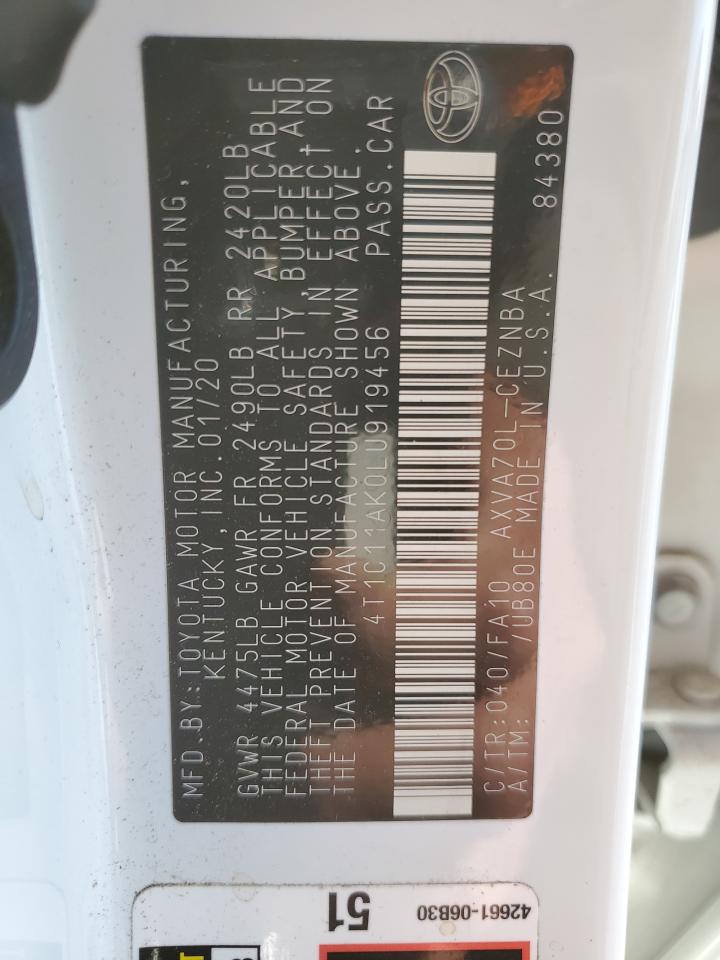 MFD.BY:TOYOTA MOTOR MANUFACTURING,
KENTUCKY, INC.01/20
GVWR 4475LB GAWR FR 2490LB RR 2420LB
THIS VEHICLE CONFORMS TO ALL APPLICABLE
FEDERAL MOTOR VEHICLE SAFETY, BUMPER,AND
THEFT PREVENTION STANDARDS IN EFFECT ON
THE DATE OF MANUFACTURE SHOWN ABOVE.
4T1C11AK0LU919456 PASS.CAR
C/TR:040/FA10 AXVA70L-CEZNBA
A/TM: /UB80E MADE IN U.S.A. 84380
51
42661-06B30